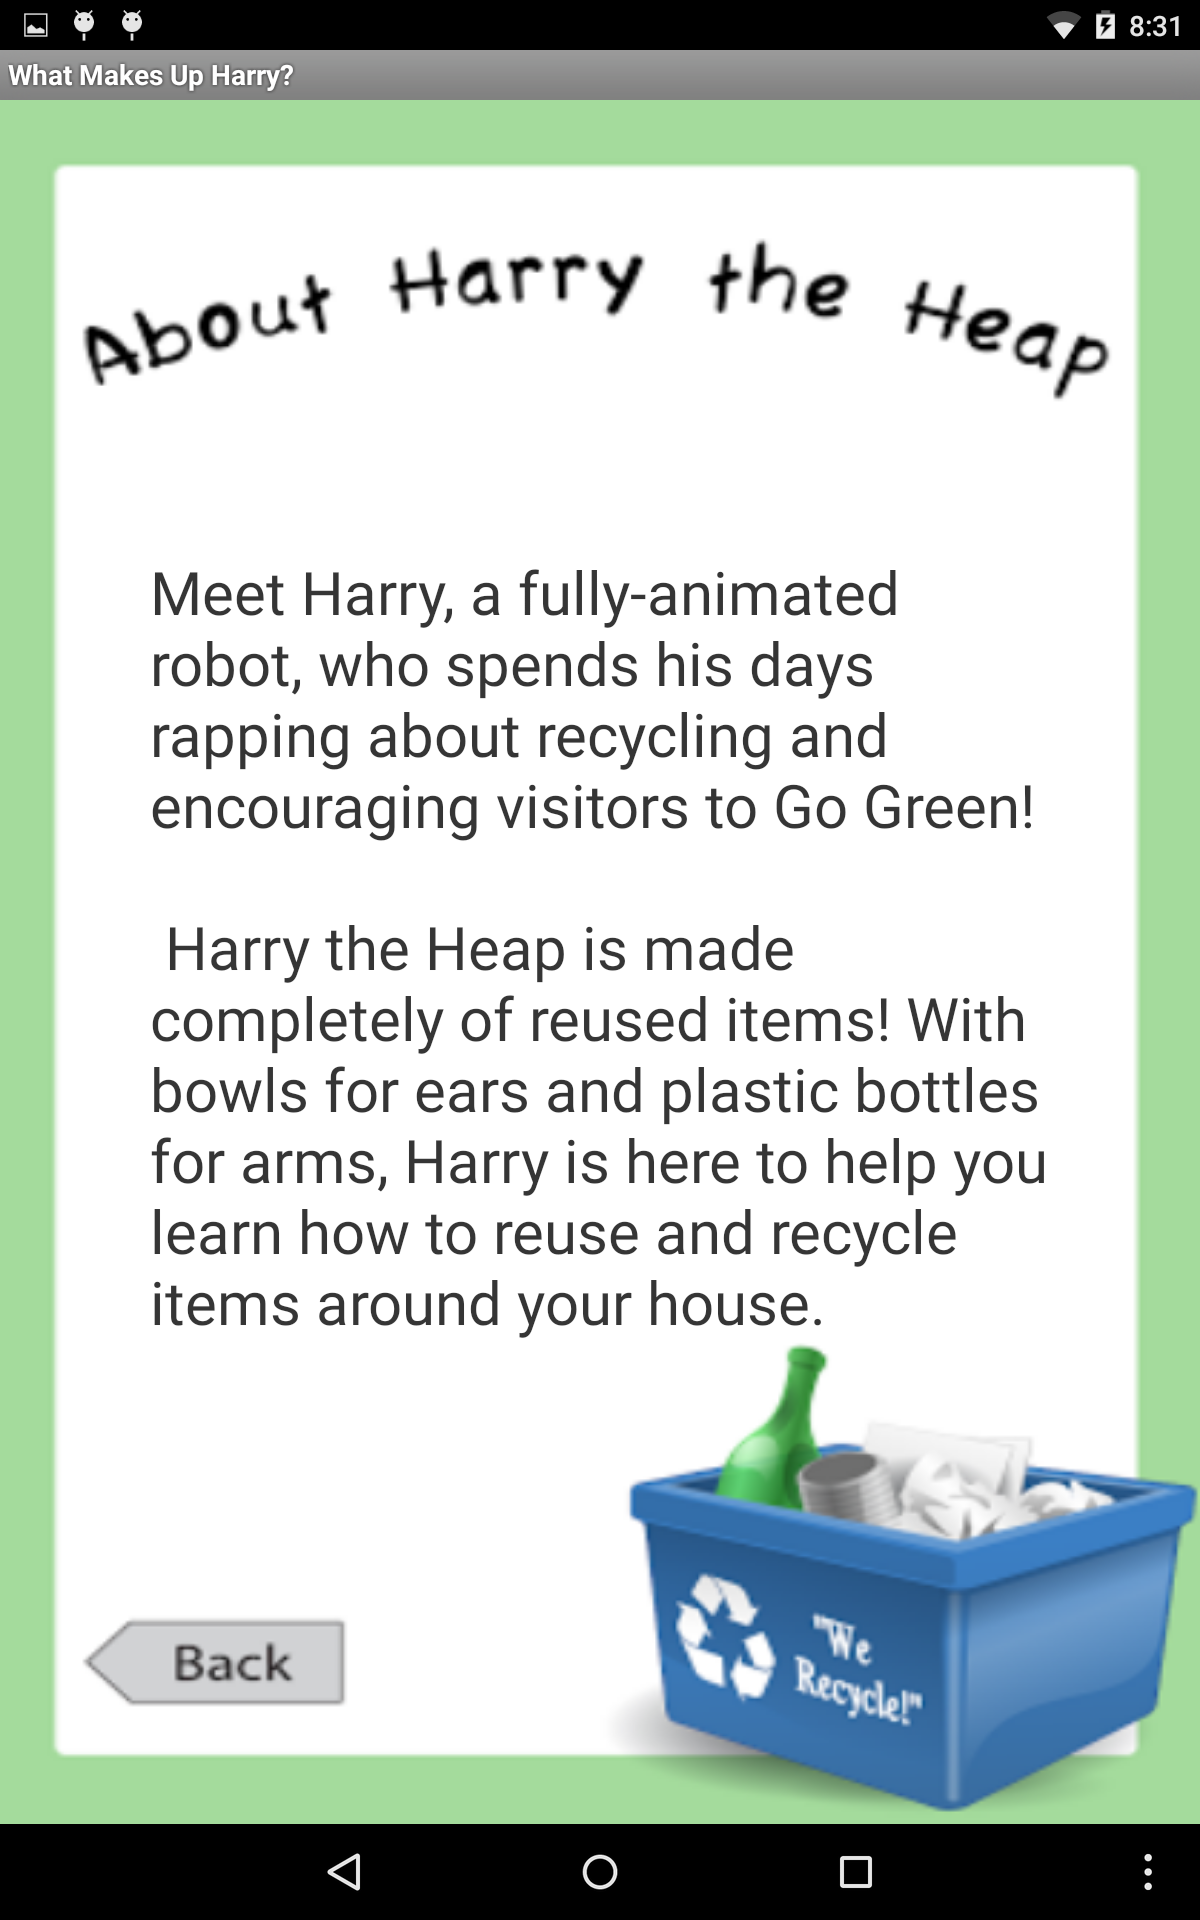 8:31
What Makes Up Harry?
About Harry the Heap
Meet Harry, a fully-animated
robot, who spends his days
rapping about recycling and
encouraging visitors to Go Green!
Harry the Heap is made
completely of reused items! With
bowls for ears and plastic bottles
for arms, Harry is here to help you
learn how to reuse and recycle
items around your house.
"We
Recycle!"
Back